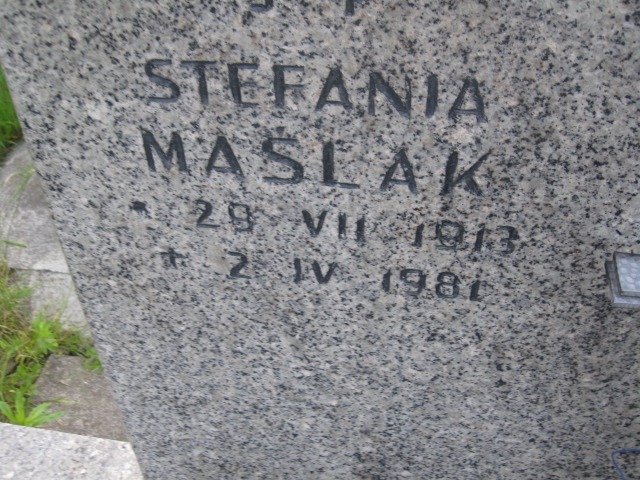 STEFANIA
MAŚLAK
* 29 VII 1913
+ 2 IV 1981